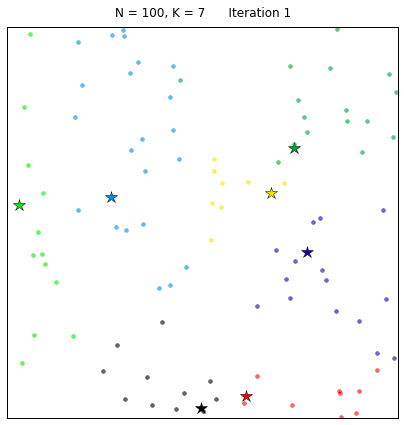 N = 100, K = 7 Iteration 1